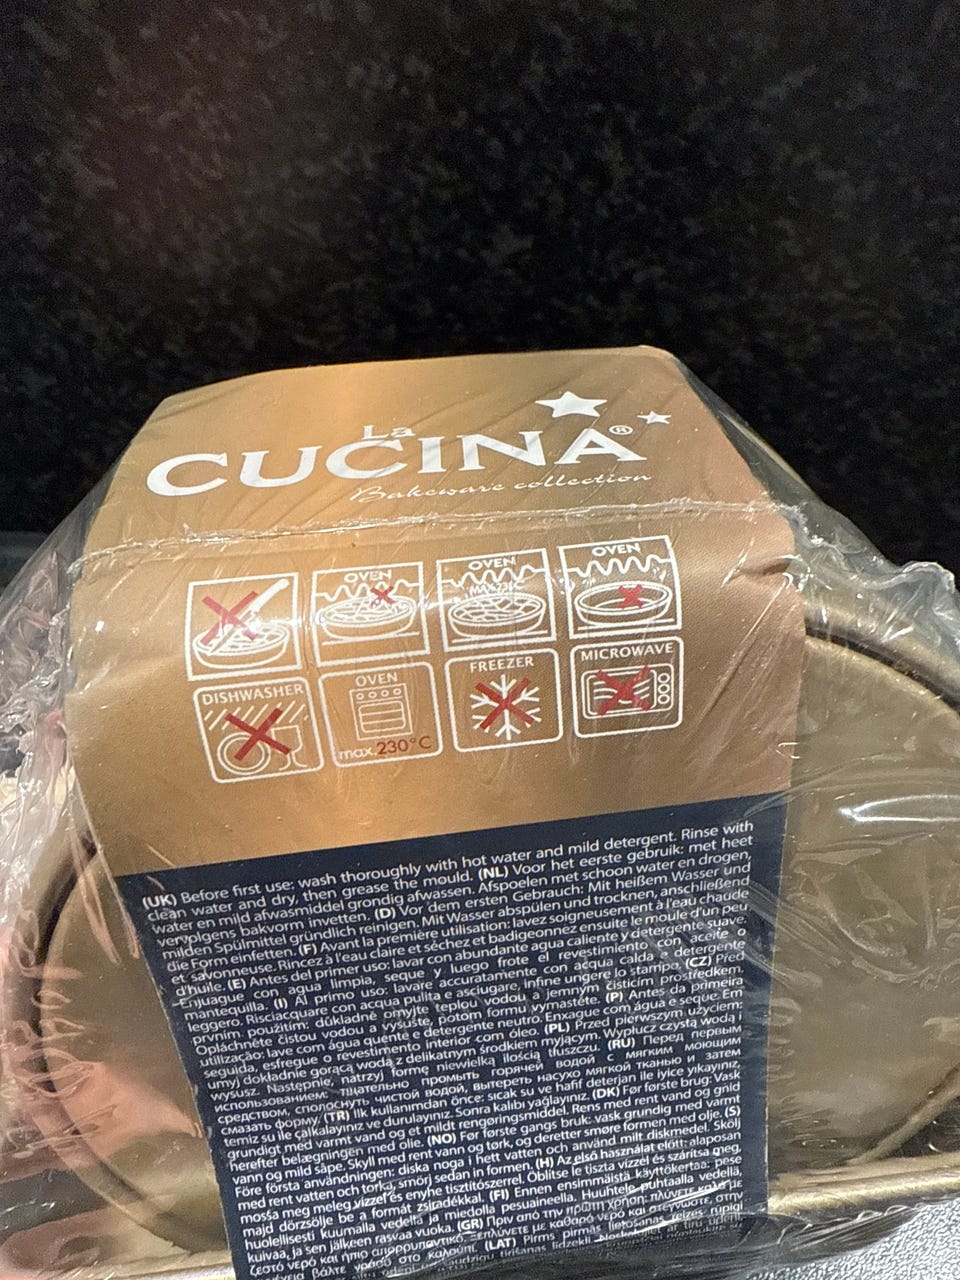 La
CUCINA®
Bakeware collection
OVEN
OVEN
OVEN
DISHWASHER
OVEN
max.230°C
FREEZER
MICROWAVE
(UK) Before first use: wash thoroughly with hot water and mild detergent. Rinse with
clean water and dry, then grease the mould. (NL) Voor het eerste gebruik: met heet
water en mild afwasmiddel grondig afwassen. Afspoelen met schoon water en drogen,
vervolgens bakvorm invetten. (D) Vor dem ersten Gebrauch: Mit heißem Wasser und
milden Spülmittel gründlich reinigen. Mit Wasser abspülen und trocknen, anschließend
die Form einfetten. (F) Avant la première utilisation: lavez soigneusement à l'eau chaude
et savonneuse. Rincez à l'eau claire et séchez et badigeonnez ensuite le moule d'un peu
d'huile. (E) Antes del primer uso: lavar con abundante agua caliente y detergente suave.
Enjuague con agua limpia, seque y luego frote el revestimiento con aceite o
mantequilla. (I) Al primo uso: lavare accuratamente con acqua calda e detergente
leggero. Risciacquare con acqua pulita e asciugare, infine ungere lo stampo. (CZ) Před
prvním použitím: důkladně umyjte teplou vodou a jemným čisticím prostředkem.
Opláchněte čistou vodou a vysušte, potom formu vymastěte. (P) Antes da primeira
utilização: lave com água quente e detergente neutro. Enxague com água e seque. Em
seguida, esfregue o revestimento interior com óleo. (PL) Przed pierwszym użyciem:
umyj dokładnie gorącą wodą z delikatnym środkiem myjącym. Wypłucz czystą wodą i
wysusz. Następnie natrzyj formę niewielką ilością tłuszczu. (RU) Перед первым
использованием: тщательно промыть горячей водой с мягким моющим
средством, сполоснуть чистой водой, вытереть насухо мягкой тканью и затем
смазать форму. (TR) İlk kullanımdan önce: sıcak su ve hafif deterjan ile iyice yıkayınız,
temiz su ile çalkalayınız ve durulayınız. Sonra kalıbı yağlayınız. (DK) Før første brug: Vask
grundigt med varmt vand og et mildt rengøringsmiddel. Rens med rent vand og gnid
herefter belægningen med olie. (NO) Før første gangs bruk: vask grundig med varmt
vann og mild såpe. Skyll med rent vann og tørk, og deretter smøre formen med olje. (S)
Före första användningen: diska noga i hett vatten och använd milt diskmedel. Skölj
med rent vatten och torka, smörj sedan in formen. (H) Az első használat előtt: alaposan
mossa meg meleg vízzel és enyhe tisztítószerrel. Öblítse le tiszta vízzel és szárítsa meg,
majd dörzsölje be a formát zsiradékkal. (FI) Ennen ensimmäistä käyttökertaa: pese
huolellisesti kuumalla vedellä ja miedolla pesuaineella. Huuhtele puhtaalla vedellä,
kuivaa, ja sen jälkeen rasvaa vuoka. (GR) Πριν από την πρώτη χρήση: πλύνετε καλά με
ζεστό νερό και ήπιο απορρυπαντικό. Ξεπλύνετε με καθαρό νερό και στεγνώστε, στην
συνέχεια βάλτε γράσο στο καλούπι. (LAT) Pirms pirmās lietošanas reizes: rūpīgi